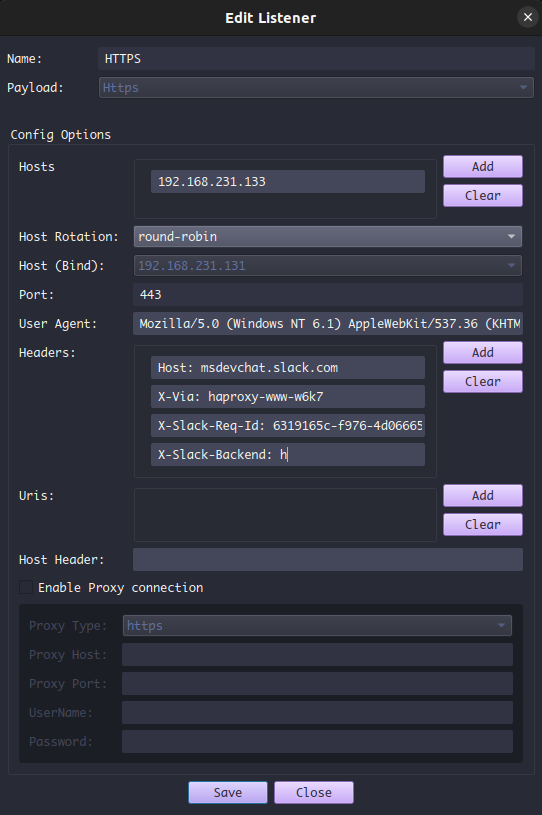 Edit Listener
Name: HTTPS
Payload: Https
Config Options
Hosts
192.168.231.133
Add
Clear
Host Rotation: round-robin
Host (Bind): 192.168.231.131
Port: 443
User Agent: Mozilla/5.0 (Windows NT 6.1) AppleWebKit/537.36 (KHTM
Headers:
Host: msdevchat.slack.com
X-Via: haproxy-www-w6k7
X-Slack-Req-Id: 6319165c-f976-4d06665
X-Slack-Backend: h
Add
Clear
Uris:
Add
Clear
Host Header:
Enable Proxy connection
Proxy Type: https
Proxy Host:
Proxy Port:
UserName:
Password:
Save Close